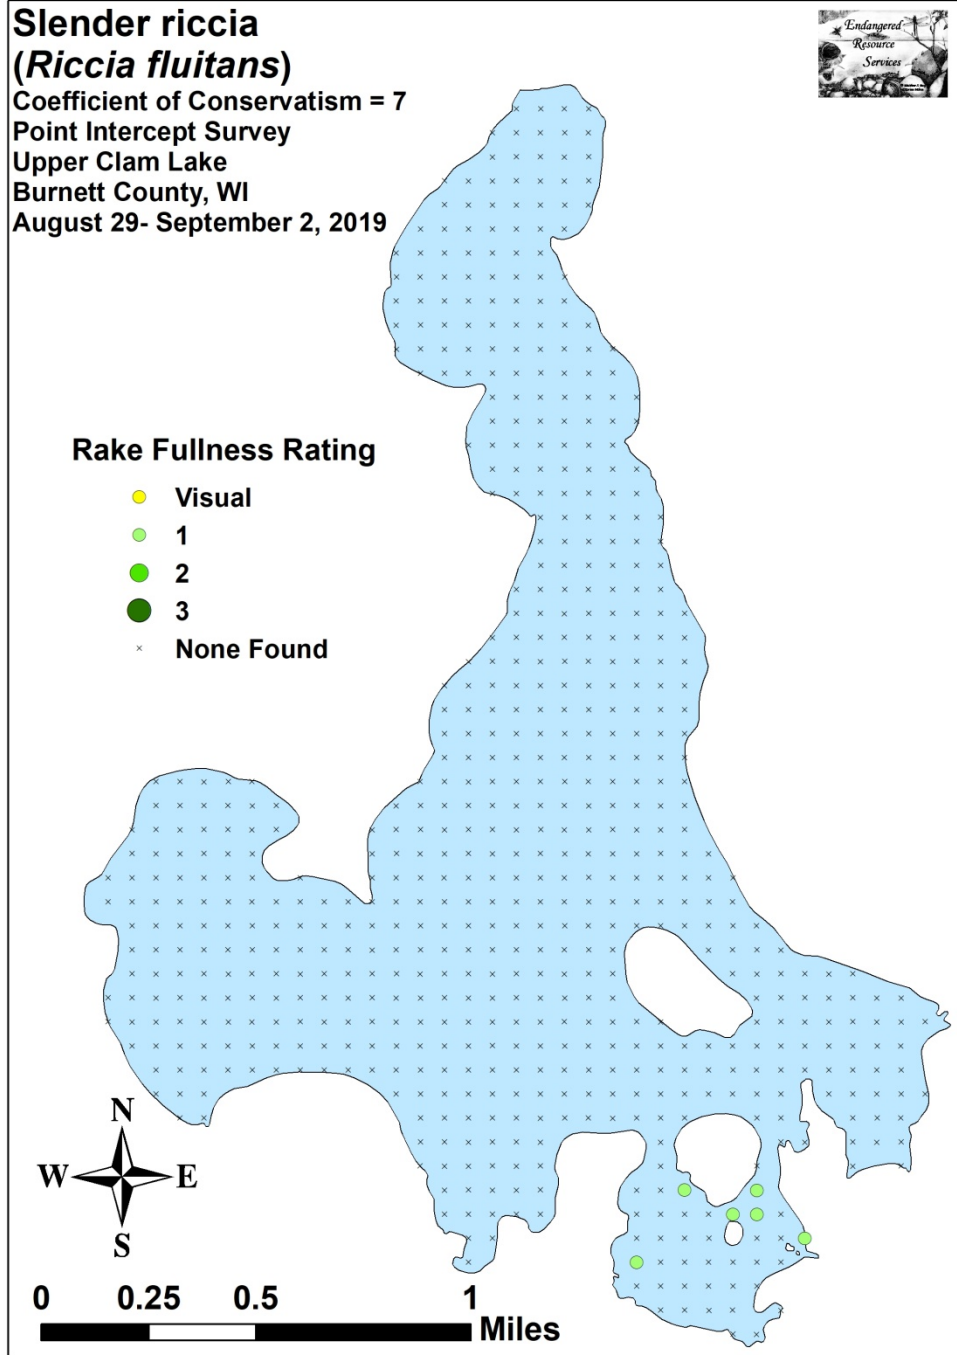 Slender riccia
(Riccia fluitans)
Coefficient of Conservatism = 7
Point Intercept Survey
Upper Clam Lake
Burnett County, WI
August 29- September 2, 2019
Endangered
Resource
Services
Rake Fullness Rating
Visual
1
2
3
None Found
N
W E
S
0 0.25 0.5 1
Miles